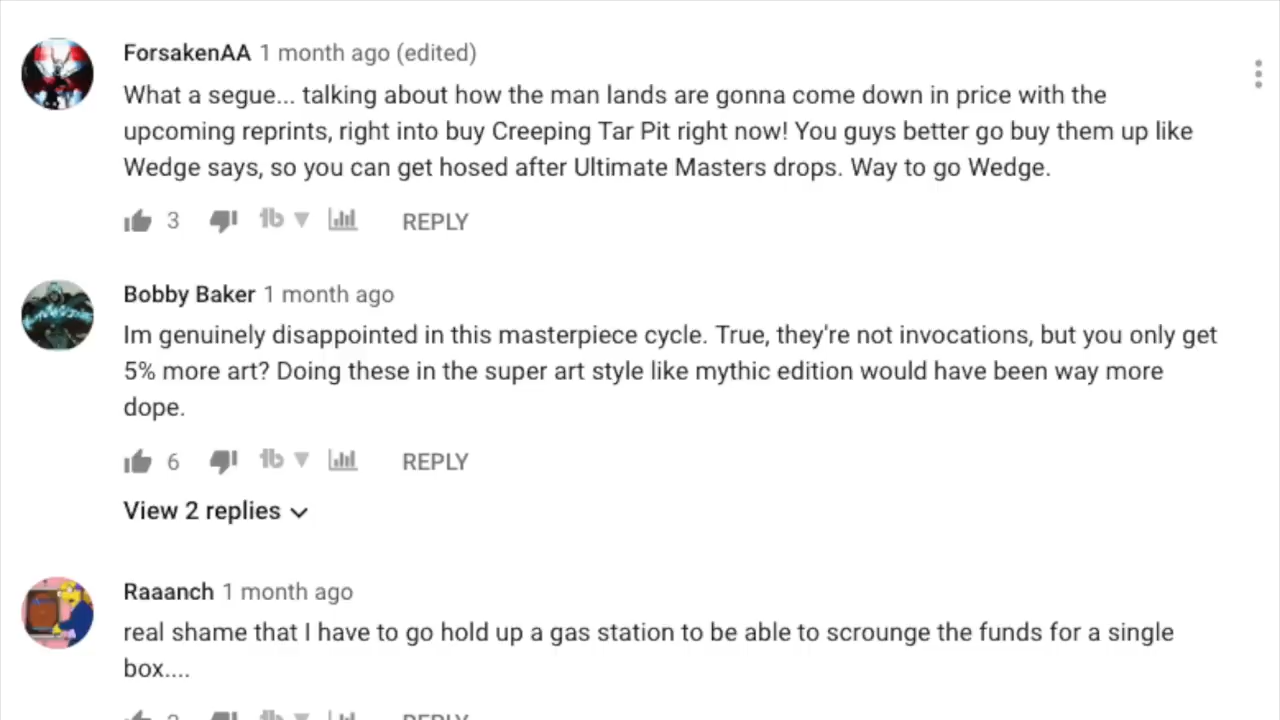 ForsakenAA 1 month ago (edited)
What a segue... talking about how the man lands are gonna come down in price with the
upcoming reprints, right into buy Creeping Tar Pit right now! You guys better go buy them up like
Wedge says, so you can get hosed after Ultimate Masters drops. Way to go Wedge.
3 tb REPLY
Bobby Baker 1 month ago
Im genuinely disappointed in this masterpiece cycle. True, they're not invocations, but you only get
5% more art? Doing these in the super art style like mythic edition would have been way more
dope.
6 tb REPLY
View 2 replies
Raaanch 1 month ago
real shame that I have to go hold up a gas station to be able to scrounge the funds for a single
box....
REPLY